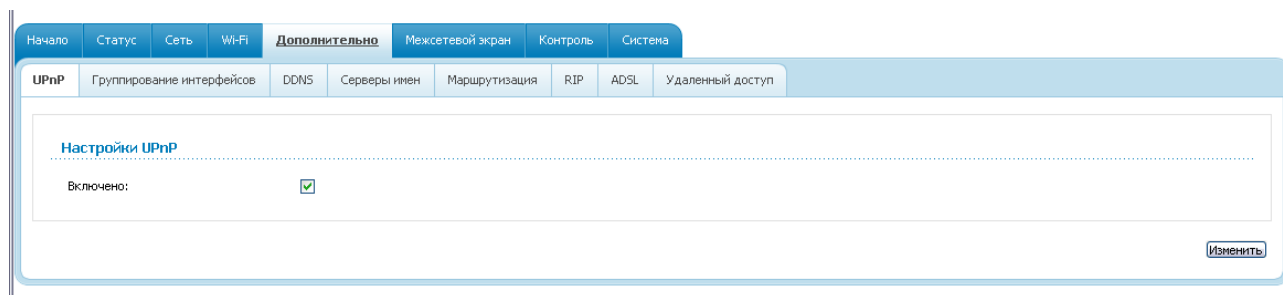 Начало Статус Сеть Wi-Fi Дополнительно Межсетевой экран Контроль Система
UPnP Группирование интерфейсов DDNS Серверы имен Маршрутизация RIP ADSL Удаленный доступ
Настройки UPnP
Включено:
Изменить